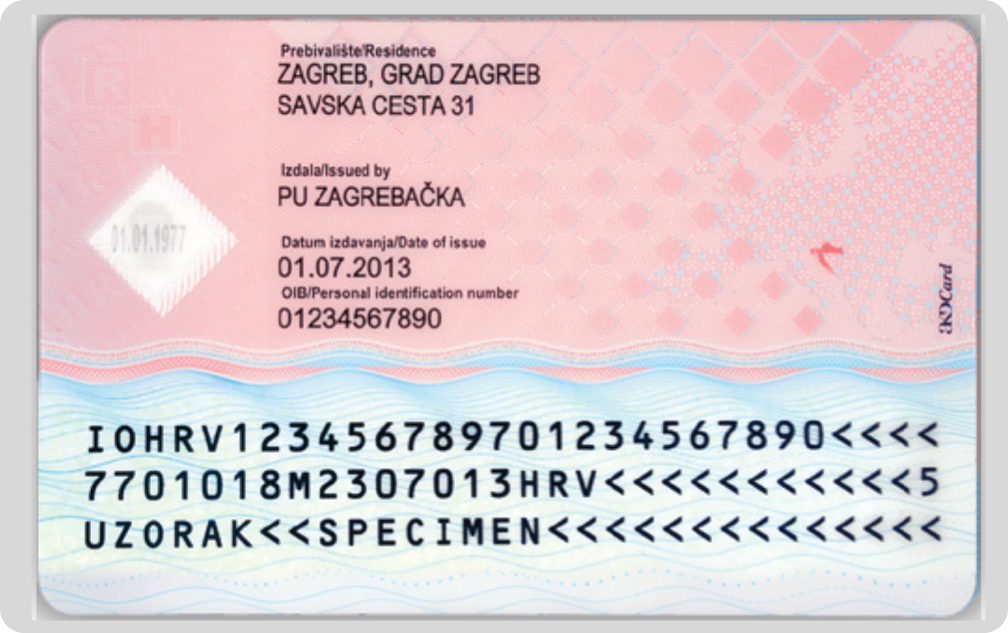 Prebivalište/Residence
ZAGREB, GRAD ZAGREB
SAVSKA CESTA 31
Izdala/Issued by
PU ZAGREBAČKA
01.01.1977
Datum izdavanja/Date of issue
01.07.2013
OIB/Personal identification number
01234567890
R
H
AKDCard
IOHRV123456789701234567890<<<<
7701018M2307013HRV<<<<<<<<<<<5
UZORAK<<SPECIMEN<<<<<<<<<<<<<<